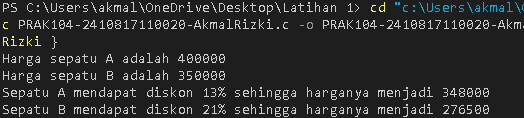 PS C:\Users\akmal\OneDrive\Desktop\Latihan 1> cd "c:\Users\akmal\
c PRAK104-2410817110020-AkmalRizki.c -o PRAK104-2410817110020-Akmal
Rizki }
Harga sepatu A adalah 400000
Harga sepatu B adalah 350000
Sepatu A mendapat diskon 13% sehingga harganya menjadi 348000
Sepatu B mendapat diskon 21% sehingga harganya menjadi 276500